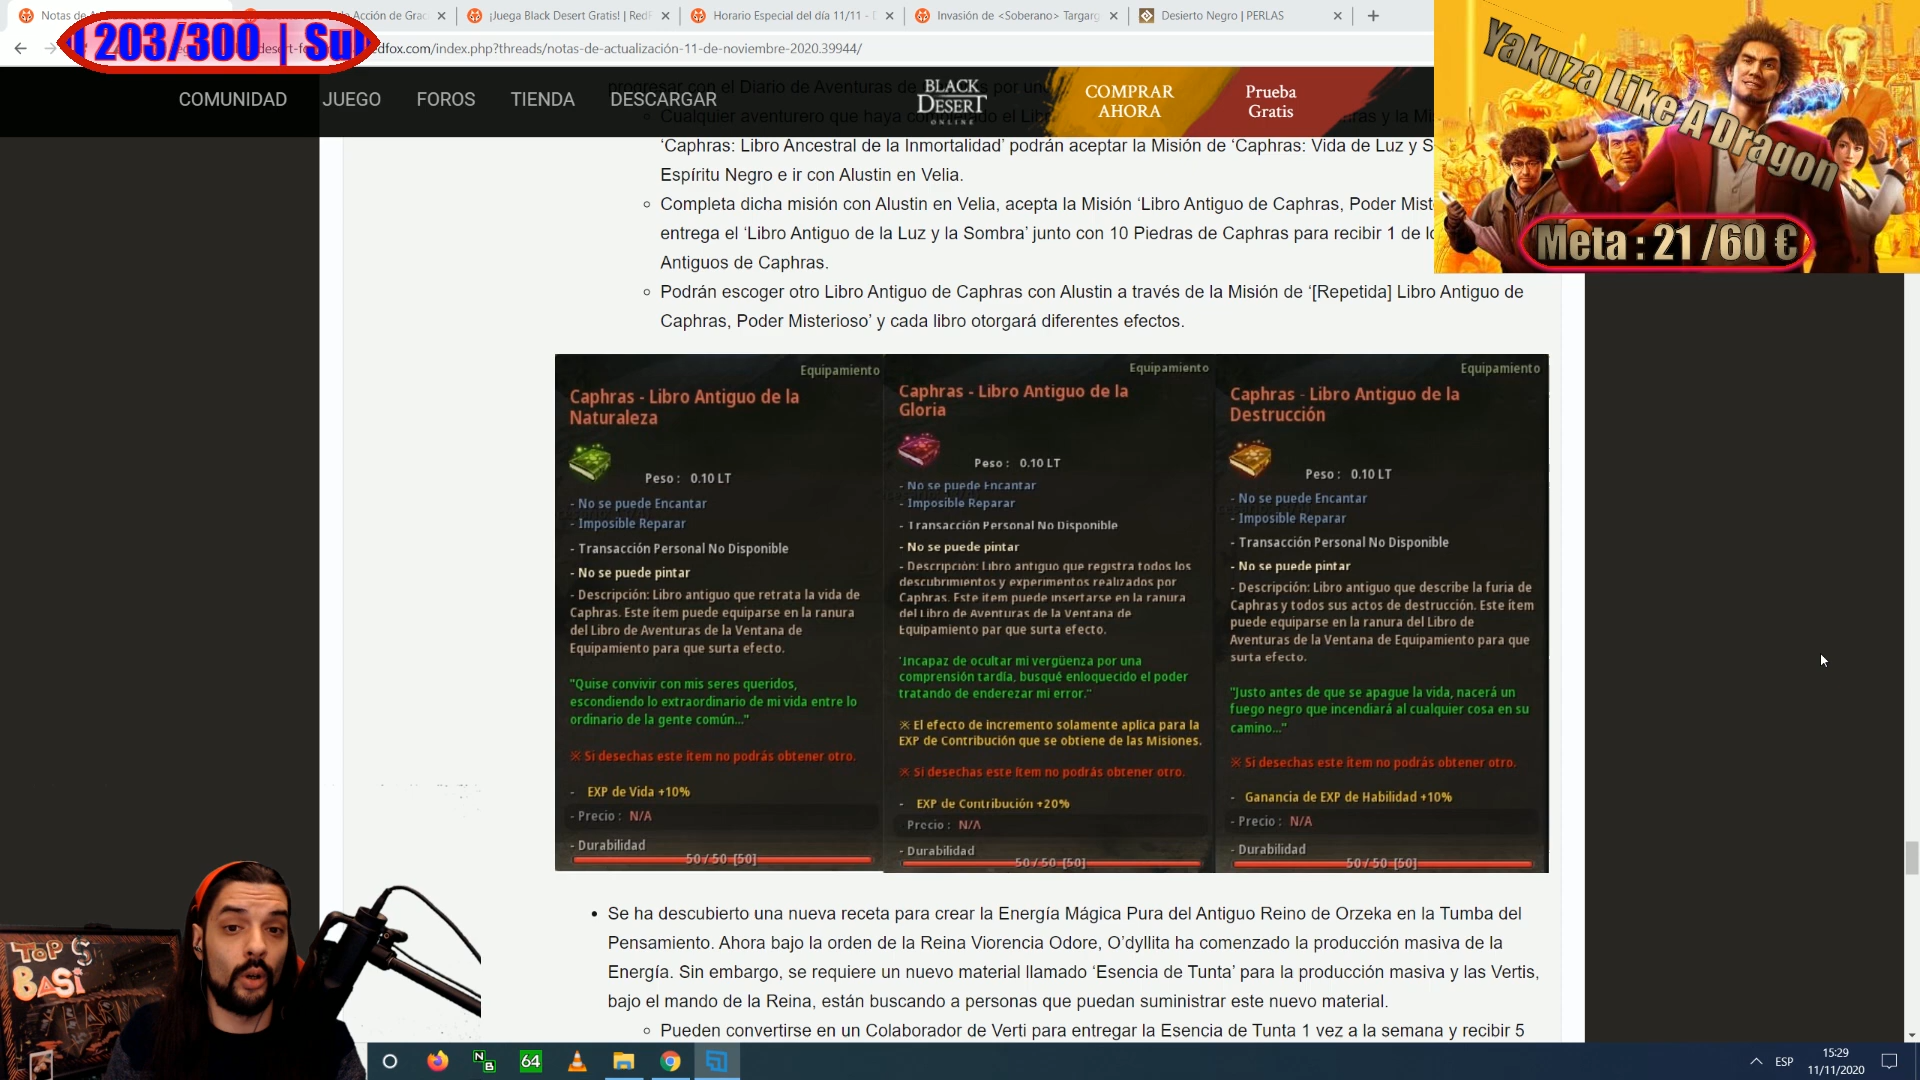 Notas de
Acción de Grac
¡Juega Black Desert Gratis! | RedF
Horario Especial del día 11/11 -
Invasión de <Soberano> Targarg
Desierto Negro | PERLAS
203/300 | Su
dfox.com/index.php?threads/notas-de-actualización-11-de-noviembre-2020.39944/
COMUNIDAD
JUEGO
FOROS
TIENDA
DESCARGAR
BLACK
DESERT
ONLINE
COMPRAR
AHORA
Prueba
Gratis
progresar con el Diario de Aventuras de
Cualquier aventurero que haya
‘Caphras: Libro Ancestral de la Inmortalidad’ podrán aceptar la Misión de ‘Caphras: Vida de Luz y S
Espíritu Negro e ir con Alustin en Velia.
Completa dicha misión con Alustin en Velia, acepta la Misión ‘Libro Antiguo de Caphras, Poder Mist
entrega el ‘Libro Antiguo de la Luz y la Sombra’ junto con 10 Piedras de Caphras para recibir 1 de lo
Antiguos de Caphras.
Podrán escoger otro Libro Antiguo de Caphras con Alustin a través de la Misión de ‘[Repetida] Libro Antiguo de
Caphras, Poder Misterioso’ y cada libro otorgará diferentes efectos.
Yakuza Like A Dragon
Meta : 21 /60 €
Equipamiento
Caphras - Libro Antiguo de la
Naturaleza
Peso : 0.10 LT
- No se puede Encantar
- Imposible Reparar
- Transacción Personal No Disponible
- No se puede pintar
- Descripción: Libro antiguo que retrata la vida de
Caphras. Este ítem puede equiparse en la ranura
del Libro de Aventuras de la Ventana de
Equipamiento para que surta efecto.
"Quise convivir con mis seres queridos,
escondiendo lo extraordinario de mi vida entre lo
ordinario de la gente común..."
※ Si desechas este ítem no podrás obtener otro.
- EXP de Vida +10%
- Precio : N/A
- Durabilidad
50 / 50 [50]
Equipamiento
Caphras - Libro Antiguo de la
Gloria
Peso : 0.10 LT
- No se puede Encantar
- Imposible Reparar
- Transacción Personal No Disponible
- No se puede pintar
- Descripción: Libro antiguo que registra todos los
descubrimientos y experimentos realizados por
Caphras. Este ítem puede insertarse en la ranura
del Libro de Aventuras de la Ventana de
Equipamiento par que surta efecto.
"Incapaz de ocultar mi vergüenza por una
comprensión tardía, busqué enloquecido el poder
tratando de enderezar mi error."
※ El efecto de incremento solamente aplica para la
EXP de Contribución que se obtiene de las Misiones.
※ Si desechas este ítem no podrás obtener otro.
- EXP de Contribución +20%
Precio : N/A
- Durabilidad
50 / 50 [50]
Equipamiento
Caphras - Libro Antiguo de la
Destrucción
Peso : 0.10 LT
- No se puede Encantar
- Imposible Reparar
- Transacción Personal No Disponible
- No se puede pintar
- Descripción: Libro antiguo que describe la furia de
Caphras y todos sus actos de destrucción. Este ítem
puede equiparse en la ranura del Libro de
Aventuras de la Ventana de Equipamiento para que
surta efecto.
"Justo antes de que se apague la vida, nacerá un
fuego negro que incendiará al cualquier cosa en su
camino..."
※ Si desechas este ítem no podrás obtener otro.
- Ganancia de EXP de Habilidad +10%
- Precio : N/A
- Durabilidad
50 / 50 [50]
Se ha descubierto una nueva receta para crear la Energía Mágica Pura del Antiguo Reino de Orzeka en la Tumba del
Pensamiento. Ahora bajo la orden de la Reina Viorencia Odore, O’dyllita ha comenzado la producción masiva de la
Energía. Sin embargo, se requiere un nuevo material llamado ‘Esencia de Tunta’ para la producción masiva y las Vertis,
bajo el mando de la Reina, están buscando a personas que puedan suministrar este nuevo material.
Pueden convertirse en un Colaborador de Verti para entregar la Esencia de Tunta 1 vez a la semana y recibir 5
TOP 5
BASI
N
B
64
ESP
15:29
11/11/2020